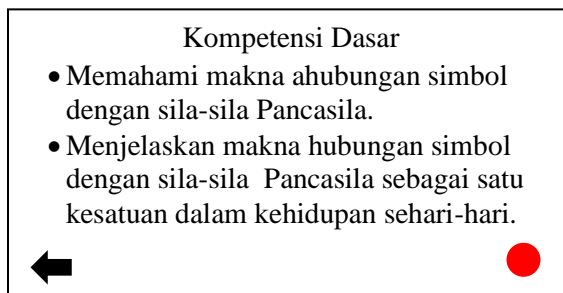 Kompetensi Dasar
• Memahami makna ahubungan simbol
dengan sila-sila Pancasila.
• Menjelaskan makna hubungan simbol
dengan sila-sila Pancasila sebagai satu
kesatuan dalam kehidupan sehari-hari.